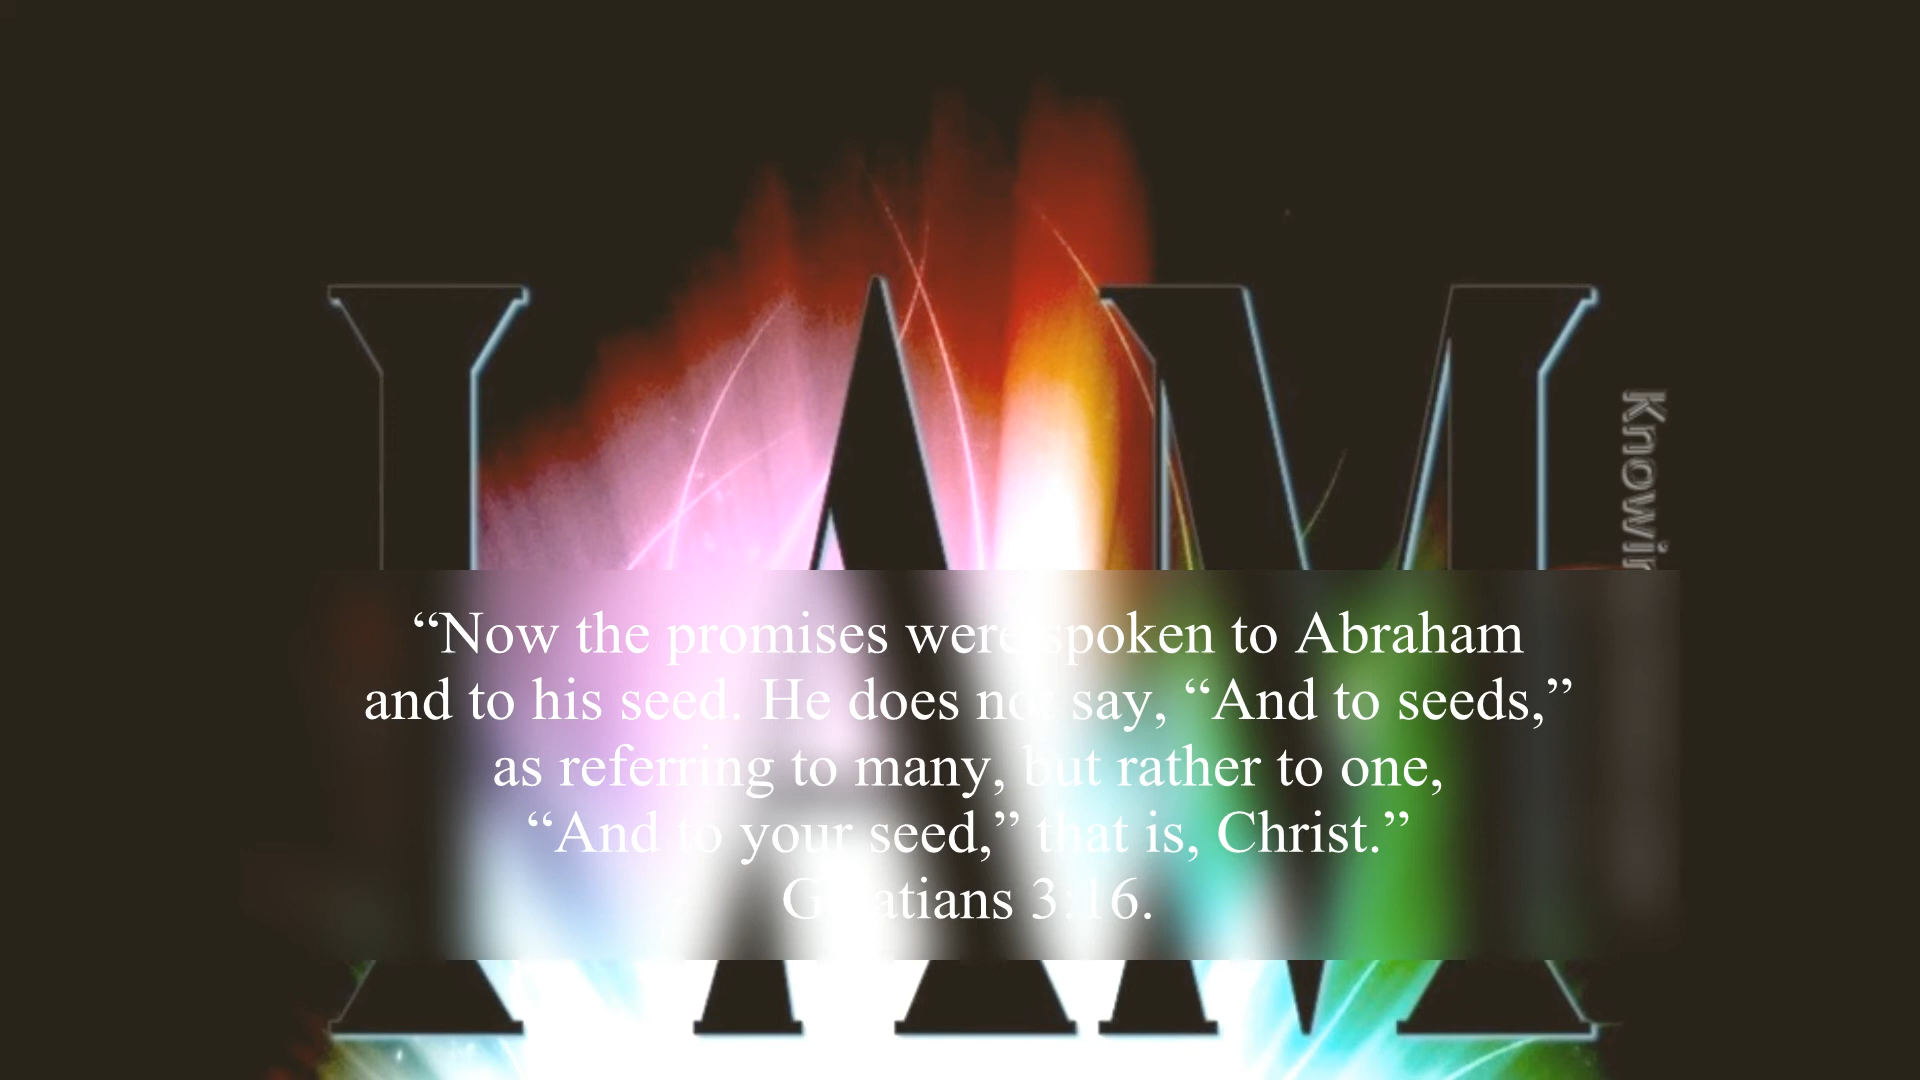 I AM
Knowin
“Now the promises were spoken to Abraham
and to his seed. He does not say, “And to seeds,”
as referring to many, but rather to one,
“And to your seed,” that is, Christ.”
Galatians 3:16.